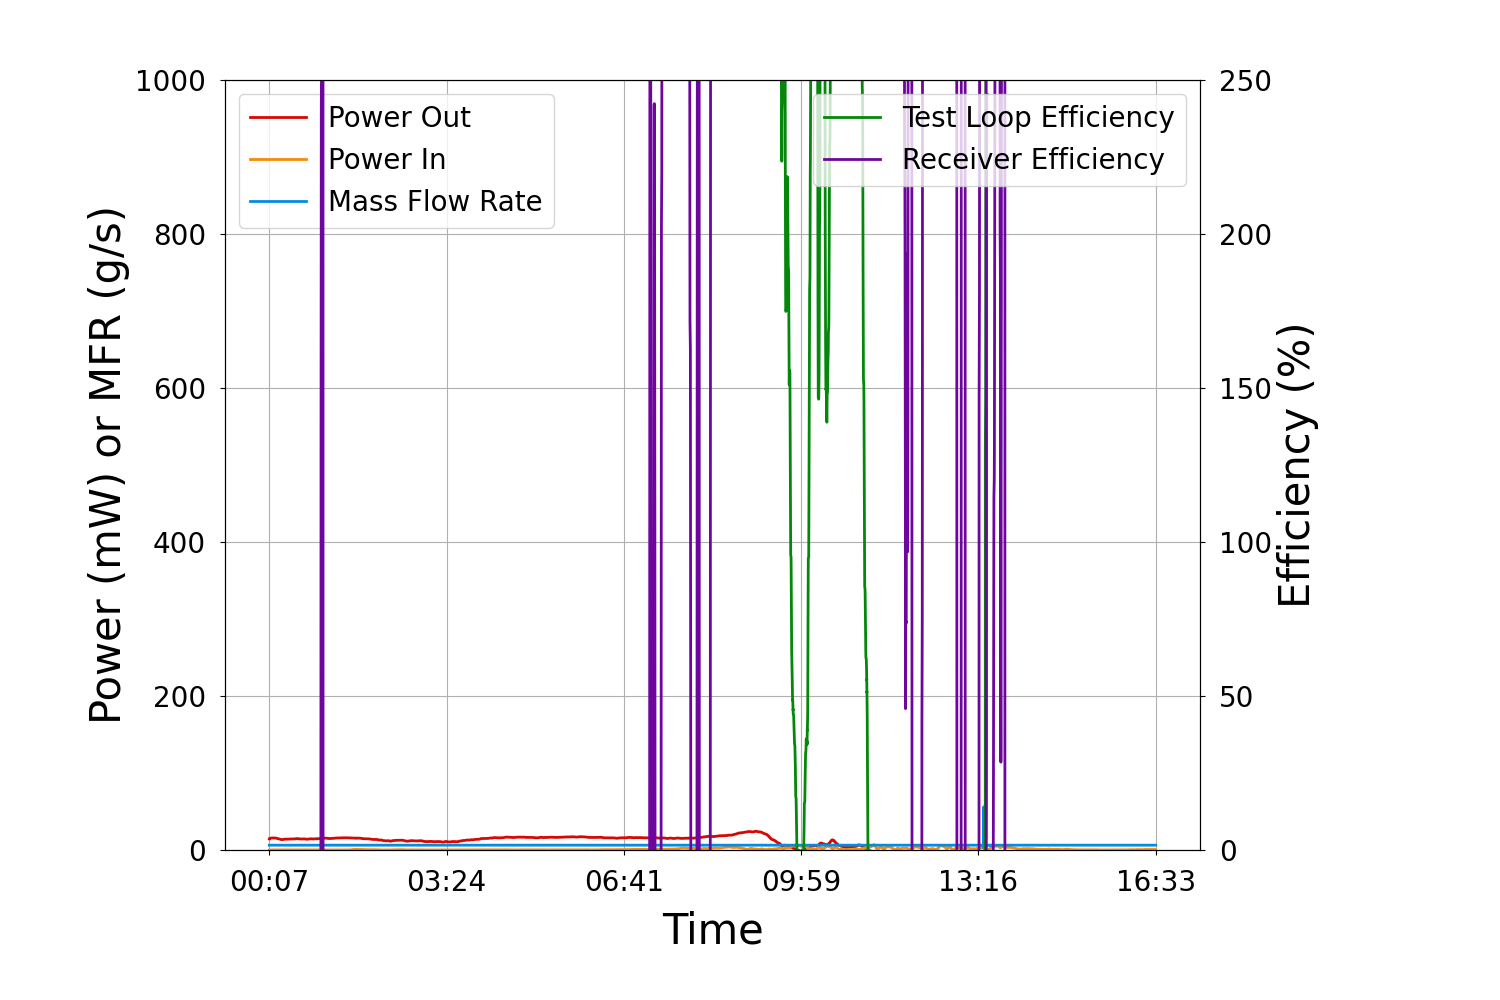 1000
800
600
400
200
0
Power (mW) or MFR (g/s)
Power Out
Power In
Mass Flow Rate
Test Loop Efficiency
Receiver Efficiency
250
200
150
100
50
0
Efficiency (%)
00:07 03:24 06:41 09:59 13:16 16:33
Time